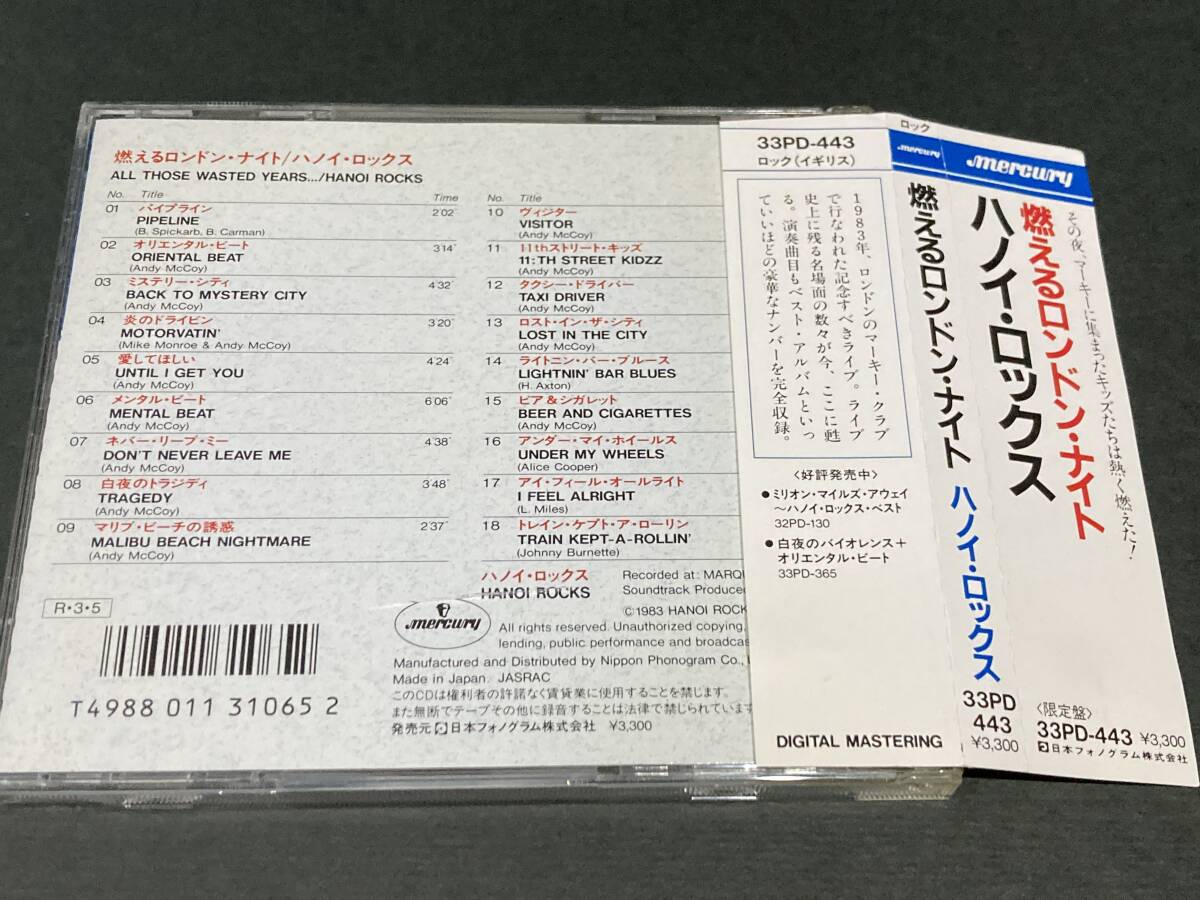 燃えるロンドン・ナイト/ハノイ・ロックス
ALL THOSE WASTED YEARS.../HANOI ROCKS
No. Title Time
01 パイプライン 2'02"
PIPELINE
(B. Spickarb, B. Carman)
02 オリエンタル・ビート 3'14"
ORIENTAL BEAT
(Andy McCoy)
03 ミステリー・シティ 4'32"
BACK TO MYSTERY CITY
(Andy McCoy)
04 炎のドライビン 3'20"
MOTORVATIN'
(Mike Monroe & Andy McCoy)
05 愛してほしい 4'24"
UNTIL I GET YOU
(Andy McCoy)
06 メンタル・ビート 6'06"
MENTAL BEAT
(Andy McCoy)
07 ネバー・リーブ・ミー 4'38"
DON'T NEVER LEAVE ME
(Andy McCoy)
08 白夜のトラジディ 3'48"
TRAGEDY
(Andy McCoy)
09 マリブ・ビーチの誘惑 2'37"
MALIBU BEACH NIGHTMARE
(Andy McCoy)
No. Title
10 ヴィジター
VISITOR
(Andy McCoy)
11 11thストリート・キッズ
11:TH STREET KIDZZ
(Andy McCoy)
12 タクシー・ドライバー
TAXI DRIVER
(Andy McCoy)
13 ロスト・イン・ザ・シティ
LOST IN THE CITY
(Andy McCoy)
14 ライトニン・バー・ブルース
LIGHTNIN' BAR BLUES
(H. Axton)
15 ビア&シガレット
BEER AND CIGARETTES
(Andy McCoy)
16 アンダー・マイ・ホイールス
UNDER MY WHEELS
(Alice Cooper)
17 アイ・フィール・オールライト
I FEEL ALRIGHT
(L. Miles)
18 トレイン・ケプト・ア・ローリン
TRAIN KEPT-A-ROLLIN'
(Johnny Burnette)
ハノイ・ロックス
HANOI ROCKS
Recorded at: MARQU
Soundtrack Produce
©1983 HANOI ROCK
mercury
All rights reserved. Unauthorized copying,
lending, public performance and broadcas
Manufactured and Distributed by Nippon Phonogram Co., L
Made in Japan. JASRAC
このCDは権利者の許諾なく賃貸業に使用することを禁じます。
また無断でテープその他に録音することは法律で禁じられています
発売元 日本フォノグラム株式会社 ¥3,300
R・3・5
T4988 011 31065 2
33PD-443
ロック(イギリス)
1983年、ロンドンのマーキー・クラブ
で行なわれた記念すべきライブ。ライブ
史上に残る名場面の数々が今、ここに甦
る。演奏曲目もベスト・アルバムといっ
ていいほどの豪華なナンバーを完全収録。
〈好評発売中〉
●ミリオン・マイルズ・アウェイ
〜ハノイ・ロックス・ベスト
32PD-130
●白夜のバイオレンス+
オリエンタル・ビート
33PD-365
DIGITAL MASTERING
ロック
mercury
燃えるロンドン・ナイト ハノイ・ロックス
33PD
443
¥3,300
mercury
その夜、マーキーに集まったキッズたちは熱く燃えた!
燃えるロンドン・ナイト
ハノイ・ロックス
〈限定盤〉
33PD-443 ¥3,300
日本フォノグラム株式会社